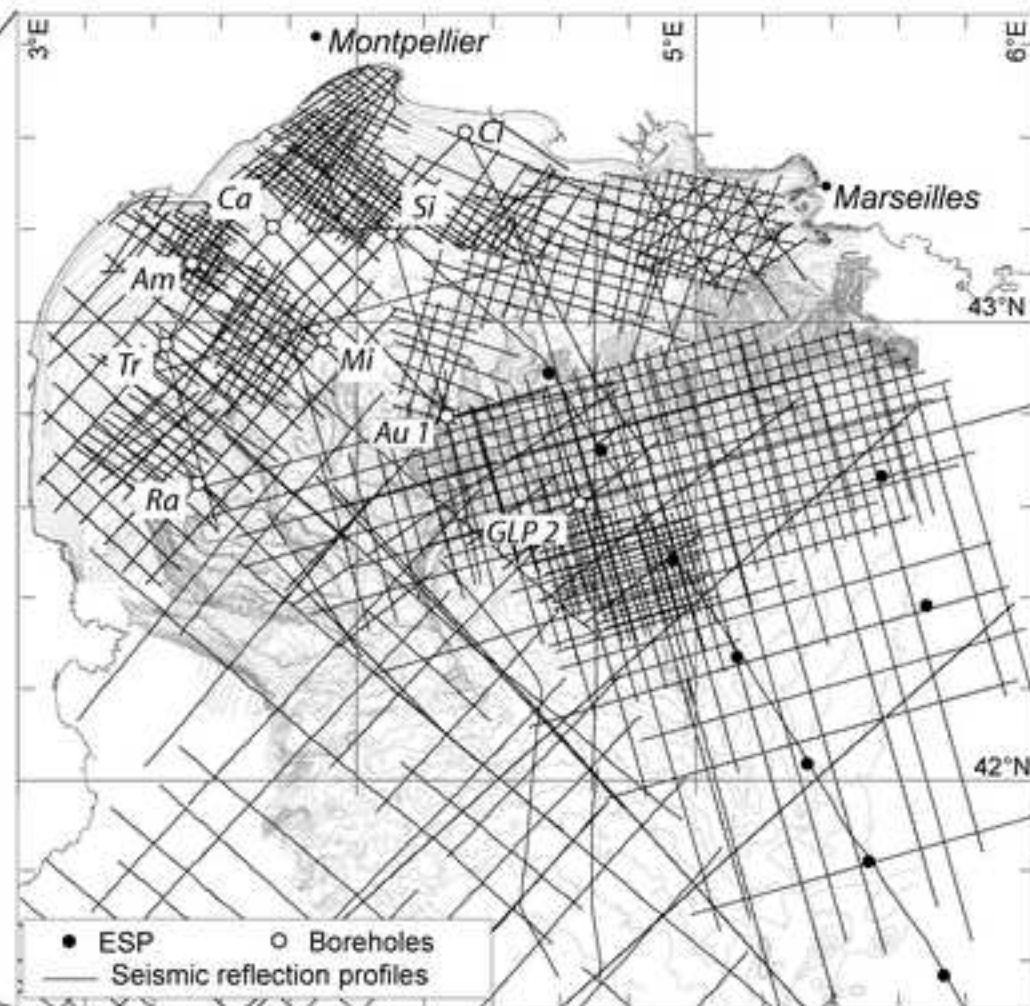 3°E
5°E
6°E
Montpellier
Cl
Ca
Si
Marseilles
Am
43°N
Tr
Mi
Au 1
Ra
GLP 2
42°N
ESP
Boreholes
Seismic reflection profiles